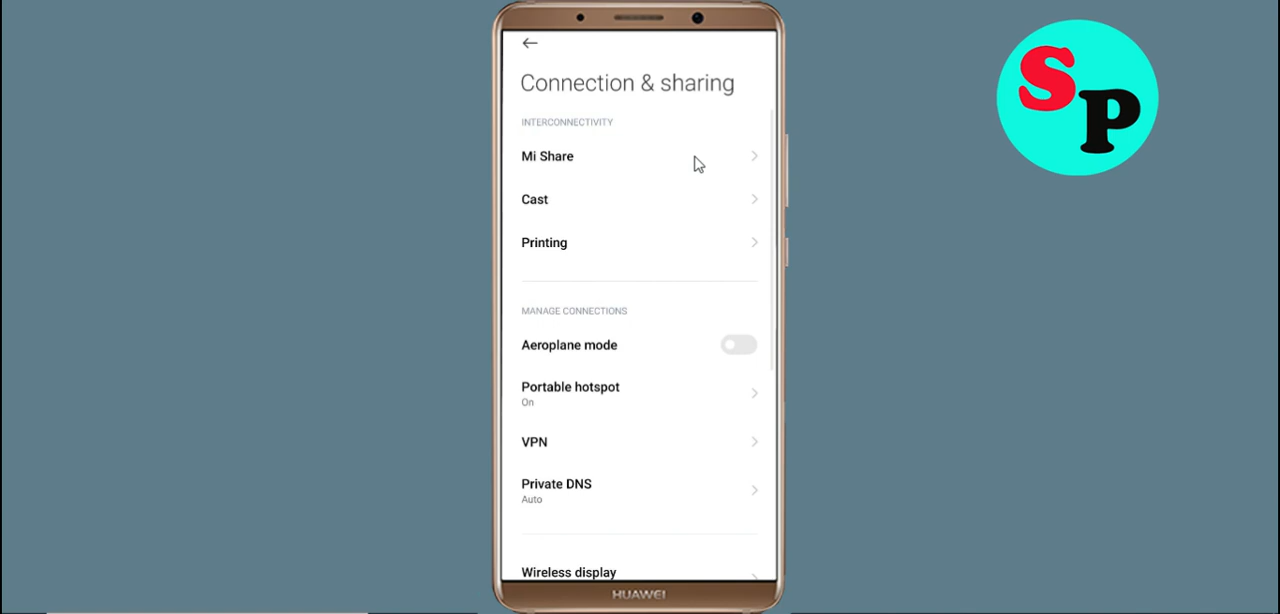 Connection & sharing
INTERCONNECTIVITY
Mi Share
Cast
Printing
MANAGE CONNECTIONS
Aeroplane mode
Portable hotspot
On
VPN
Private DNS
Auto
Wireless display
HUAWEI
SP